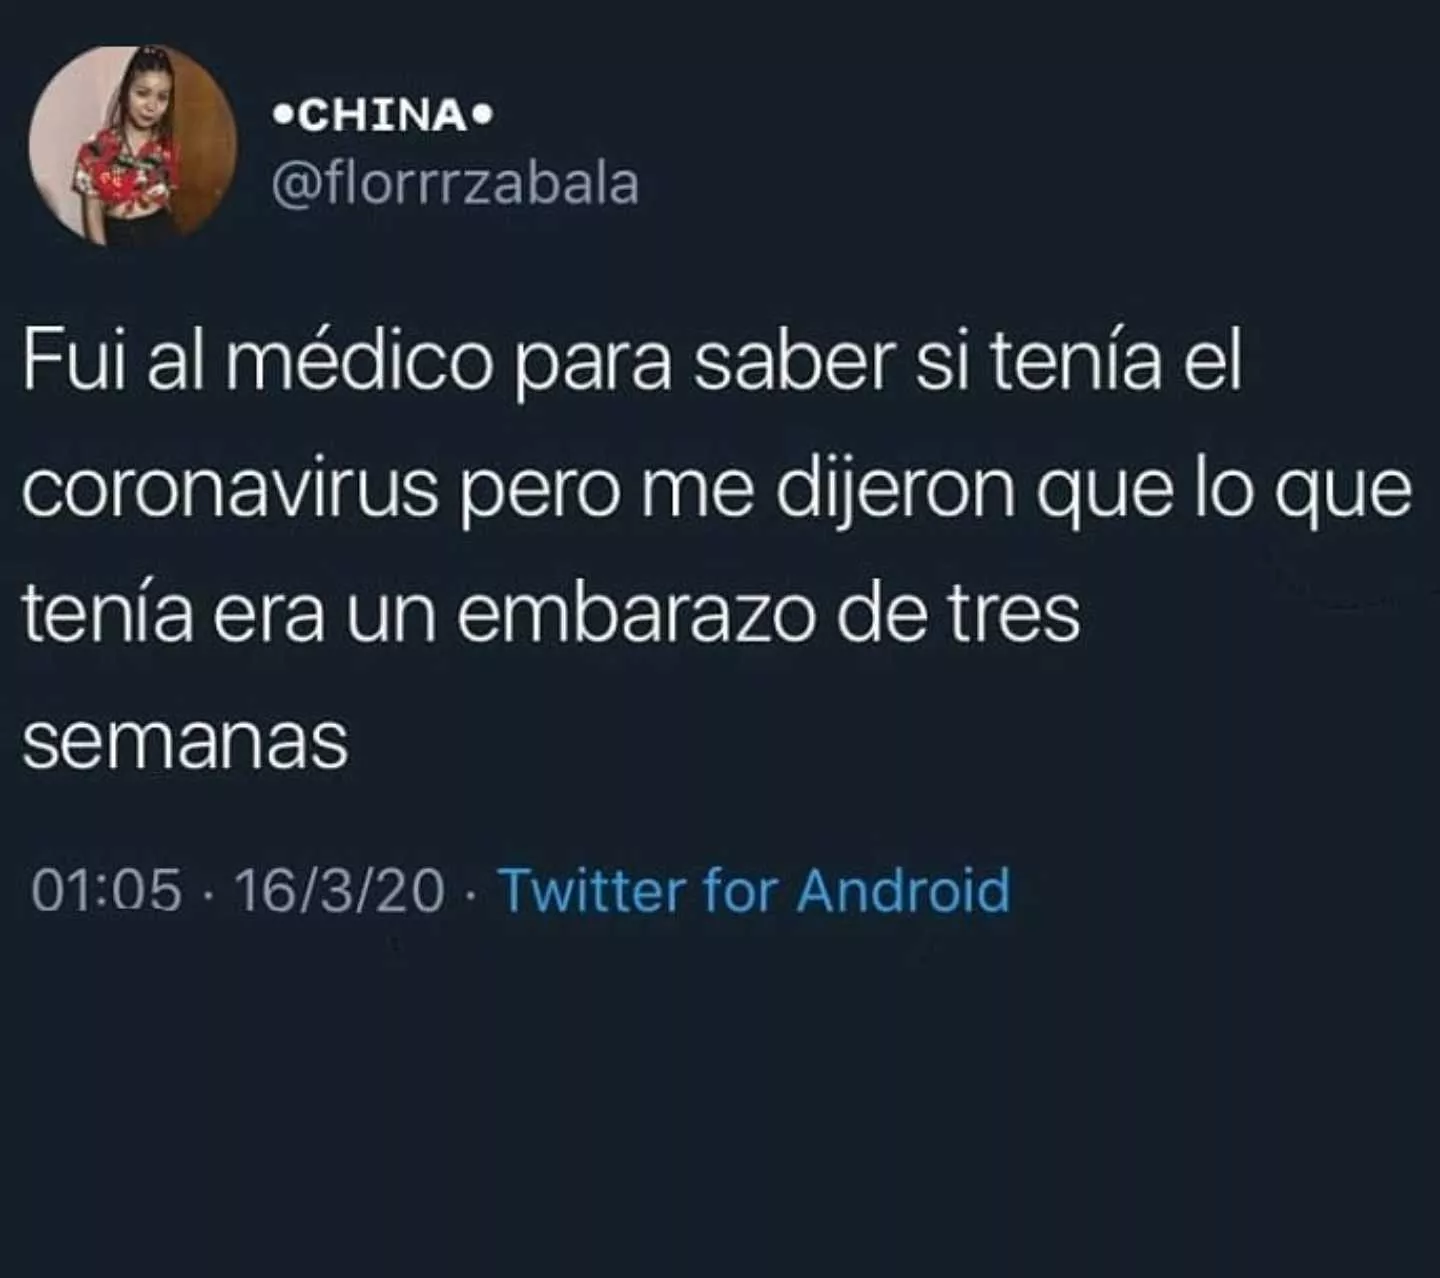 •CHINA•
@florrrzabala
Fui al médico para saber si tenía el
coronavirus pero me dijeron que lo que
tenía era un embarazo de tres
semanas
01:05 · 16/3/20 · Twitter for Android